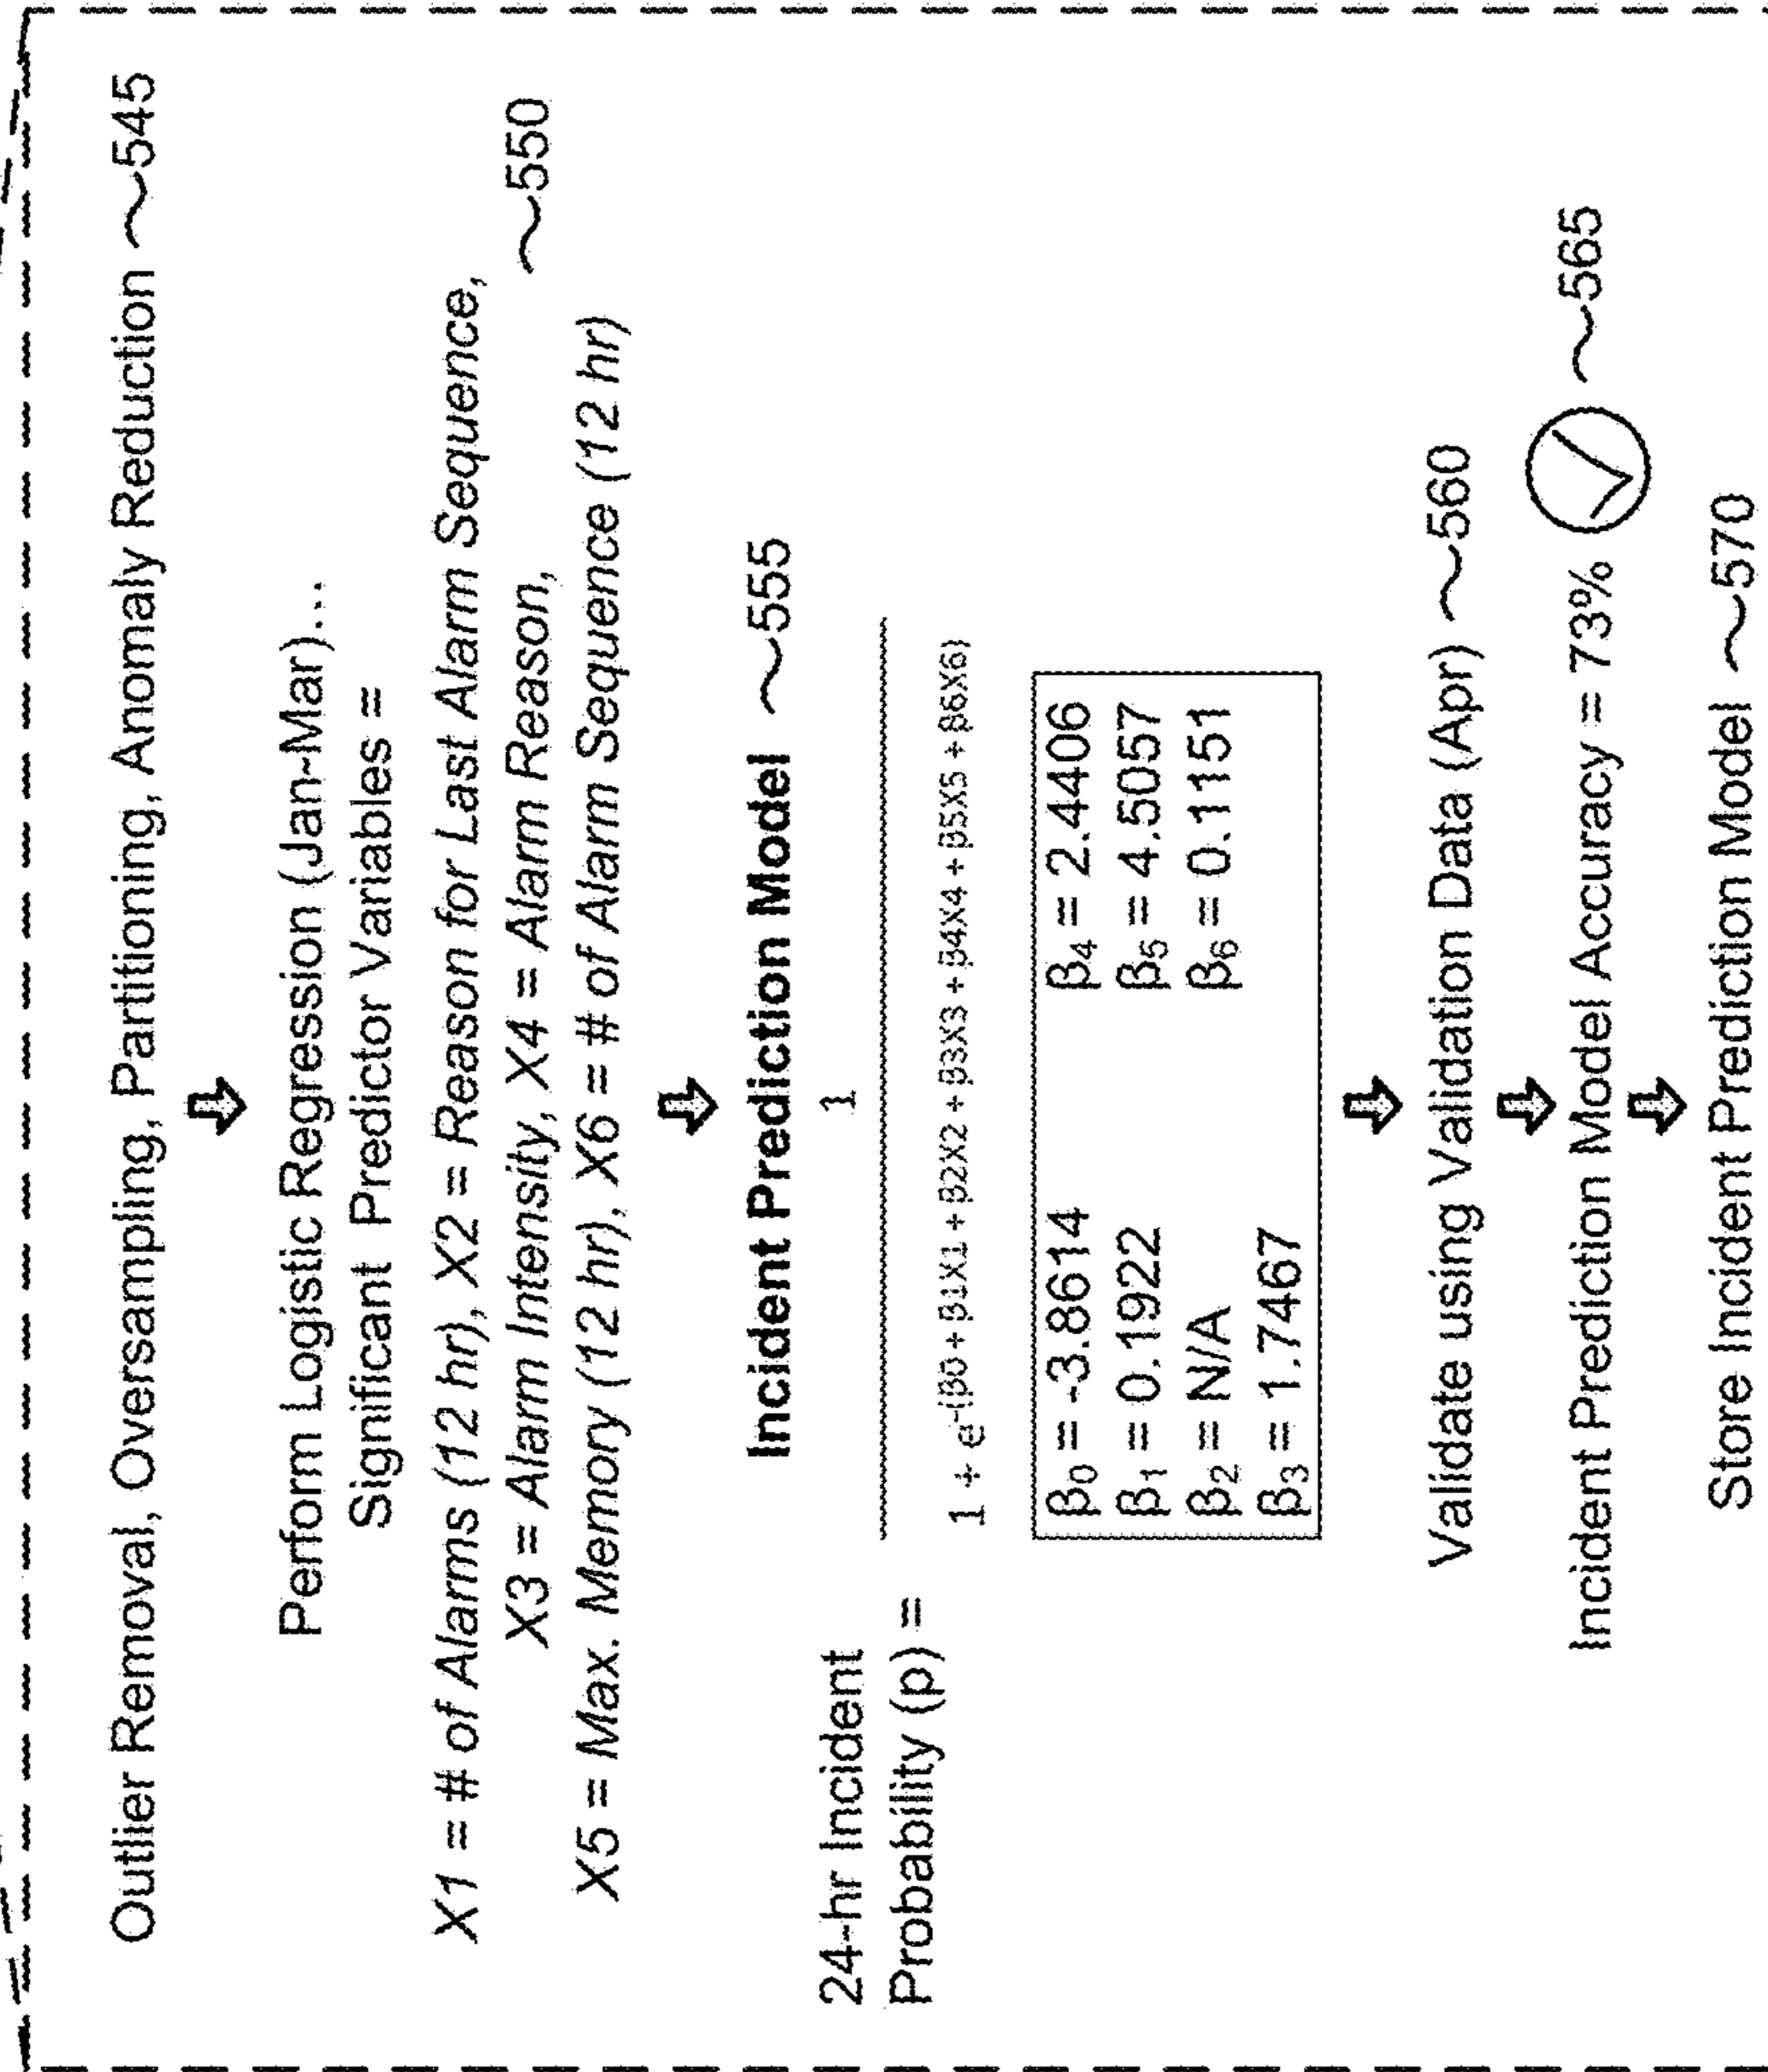 Outlier Removal, Oversampling, Partitioning, Anomaly Reduction ~545
Perform Logistic Regression (Jan-Mar)...
Significant Predictor Variables =
X1 = # of Alarms (12 hr), X2 = Reason for Last Alarm Sequence,
X3 = Alarm Intensity, X4 = Alarm Reason, ~550
X5 = Max. Memory (12 hr), X6 = # of Alarm Sequence (12 hr)
Incident Prediction Model ~555
24-hr Incident
Probability (p) =
1
1 + e-(β0 + β1X1 + β2X2 + β3X3 + β4X4 + β5X5 + β6X6)
β0 = -3.8614 β4 = 2.4406
β1 = 0.1922 β5 = 4.5057
β2 = N/A β6 = 0.1151
β3 = 1.7467
Validate using Validation Data (Apr) ~560
Incident Prediction Model Accuracy = 73% ~565
Store Incident Prediction Model ~570